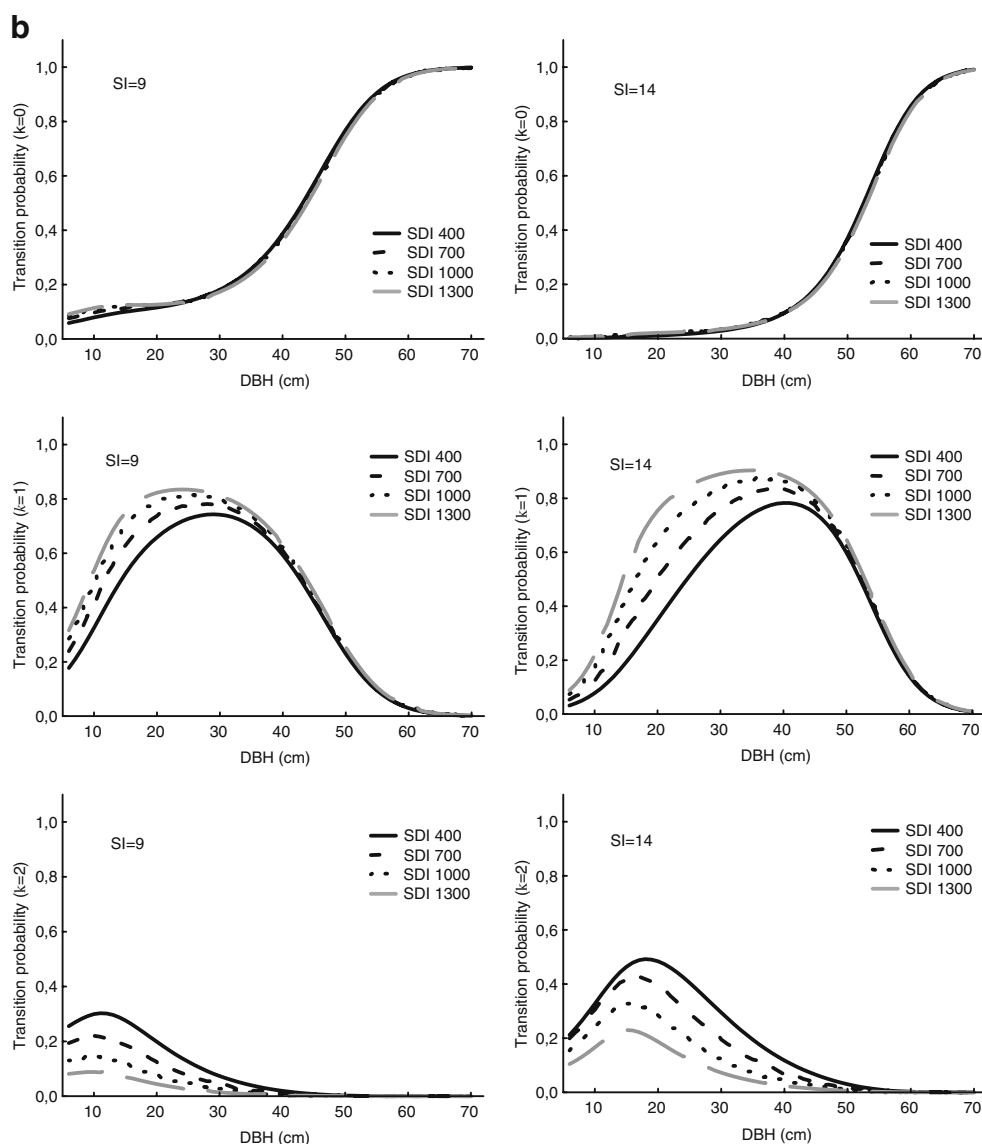 b
Transition probability (k=0)
1,0
0,8
0,6
0,4
0,2
0,0
SI=9
SDI 400
SDI 700
SDI 1000
SDI 1300
10 20 30 40 50 60 70
DBH (cm)
Transition probability (k=0)
1,0
0,8
0,6
0,4
0,2
0,0
SI=14
SDI 400
SDI 700
SDI 1000
SDI 1300
10 20 30 40 50 60 70
DBH (cm)
Transition probability (k=1)
1,0
0,8
0,6
0,4
0,2
0,0
SI=9
SDI 400
SDI 700
SDI 1000
SDI 1300
10 20 30 40 50 60 70
DBH (cm)
Transition probability (k=1)
1,0
0,8
0,6
0,4
0,2
0,0
SI=14
SDI 400
SDI 700
SDI 1000
SDI 1300
10 20 30 40 50 60 70
DBH (cm)
Transition probability (k=2)
1,0
0,8
0,6
0,4
0,2
0,0
SI=9
SDI 400
SDI 700
SDI 1000
SDI 1300
10 20 30 40 50 60 70
DBH (cm)
Transition probability (k=2)
1,0
0,8
0,6
0,4
0,2
0,0
SI=14
SDI 400
SDI 700
SDI 1000
SDI 1300
10 20 30 40 50 60 70
DBH (cm)